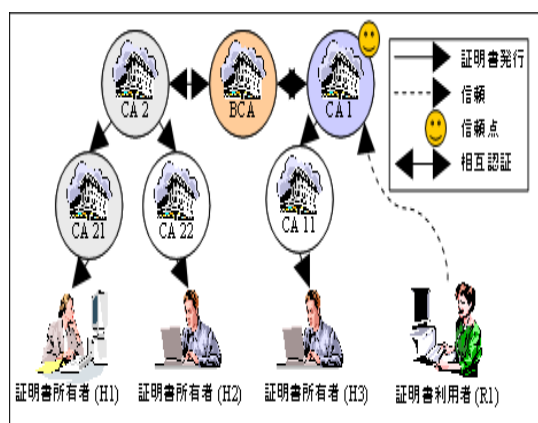 証明書発行
信頼
信頼点
相互認証
CA 2
BCA
CA 1
CA 21
CA 22
CA 11
証明書所有者 (H1)
証明書所有者 (H2)
証明書所有者 (H3)
証明書利用者 (R1)